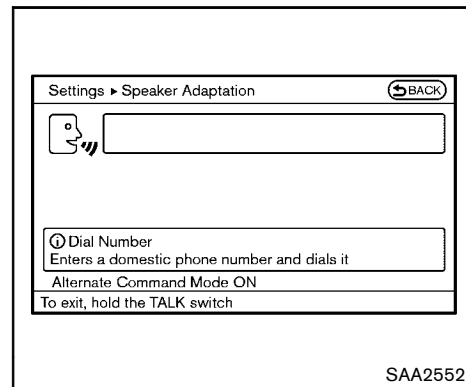 Settings ▶ Speaker Adaptation BACK
Dial Number
Enters a domestic phone number and dials it
Alternate Command Mode ON
To exit, hold the TALK switch
SAA2552